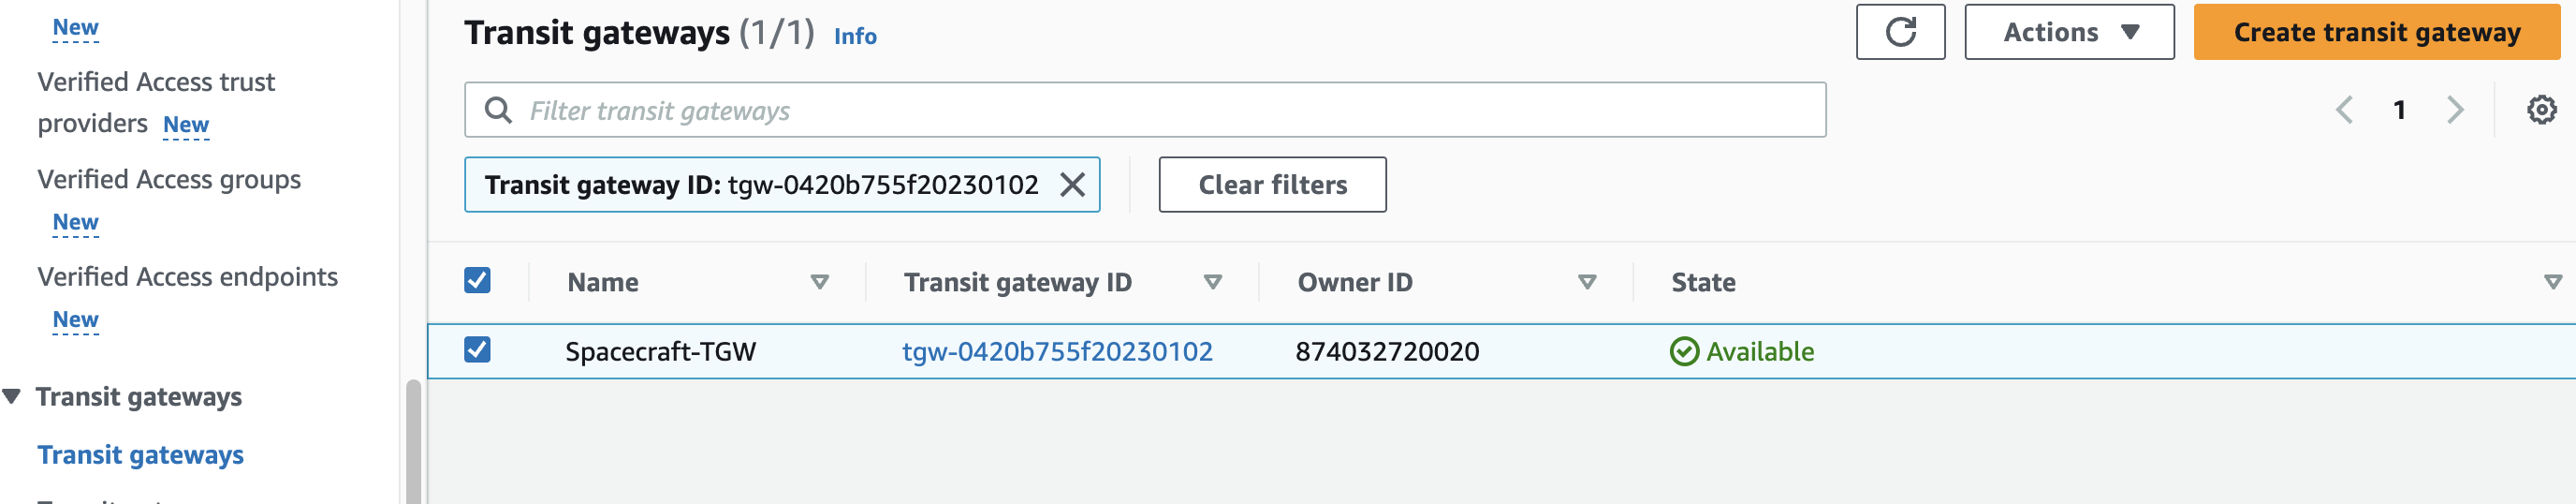 New
Verified Access trust
providers New
Verified Access groups
New
Verified Access endpoints
New
Transit gateways
Transit gateways
Transit gateways (1/1) Info
Actions
Create transit gateway
Filter transit gateways
1
Transit gateway ID: tgw-0420b755f20230102
Clear filters
Name Transit gateway ID Owner ID State
Spacecraft-TGW tgw-0420b755f20230102 874032720020 Available